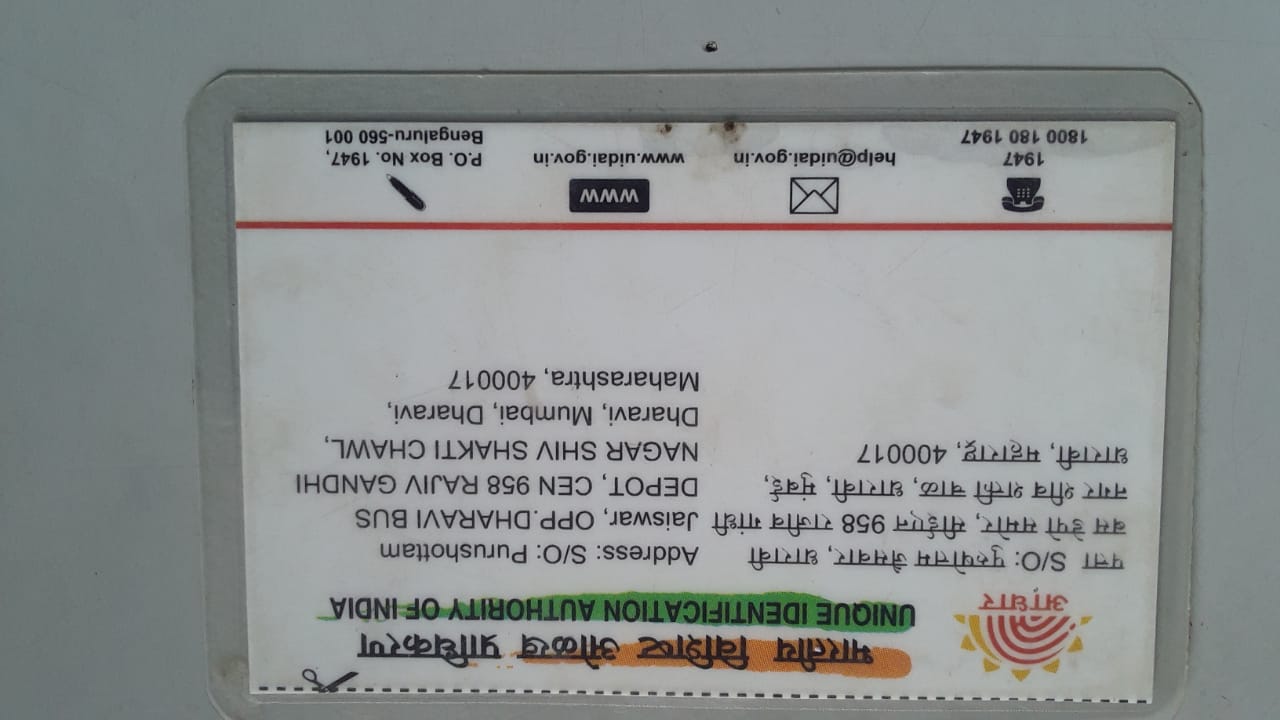 भारतीय विशिष्ट ओळख प्राधिकरण
UNIQUE IDENTIFICATION AUTHORITY OF INDIA
आधार
पत्ता S/O: पुरुषोत्तम जैसवार, धारावी
बस डेपो समोर, सीईएन 958 राजीव गांधी
नगर शीव शक्ती चाळ, धारावी, मुंबई,
धारावी, महाराष्ट्र, 400017
Address: S/O: Purushottam
Jaiswar, OPP.DHARAVI BUS
DEPOT, CEN 958 RAJIV GANDHI
NAGAR SHIV SHAKTI CHAWL,
Dharavi, Mumbai, Dharavi,
Maharashtra, 400017
1947
1800 180 1947
help@uidai.gov.in
WWW
www.uidai.gov.in
P.O. Box No. 1947,
Bengaluru-560 001